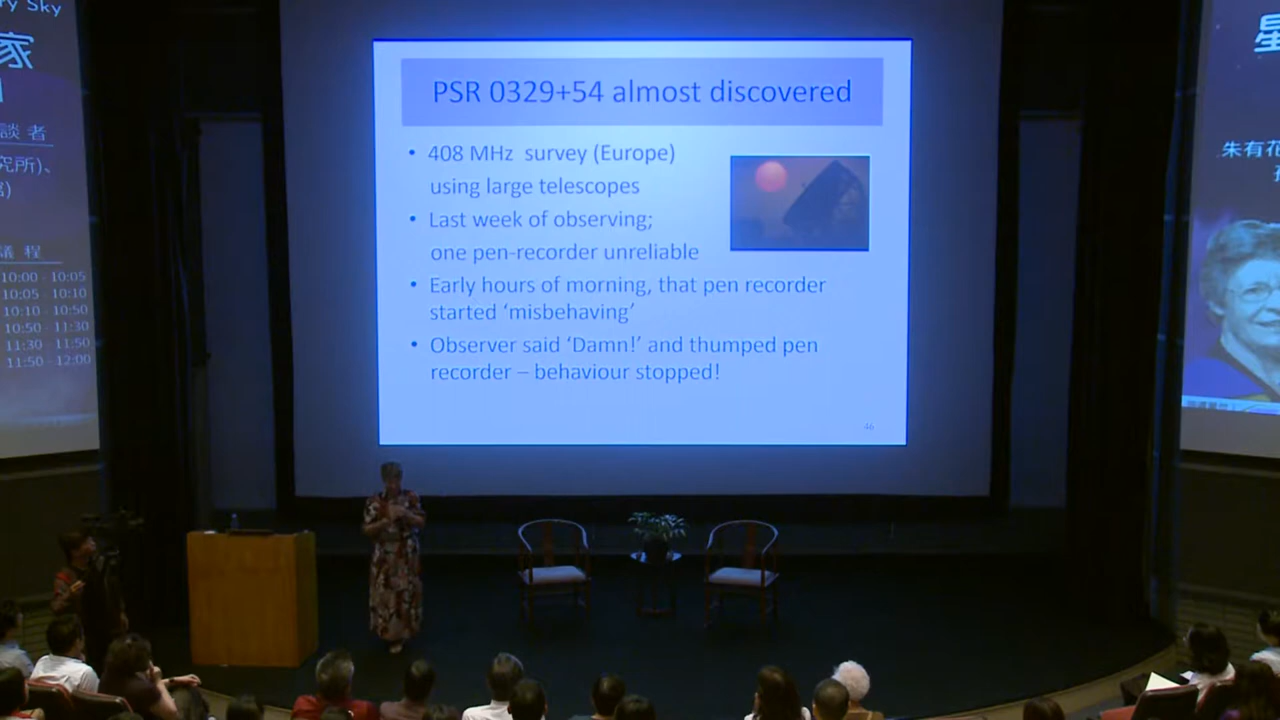 ry Sky
家
談 者
究所)、
議 程
10:00 - 10:05
10:05 - 10:10
10:10 - 10:50
10:50 - 11:30
11:30 - 11:50
11:50 - 12:00
PSR 0329+54 almost discovered
• 408 MHz survey (Europe)
using large telescopes
• Last week of observing;
one pen-recorder unreliable
• Early hours of morning, that pen recorder
started ‘misbehaving’
• Observer said ‘Damn!’ and thumped pen
recorder – behaviour stopped!
46
星
朱有花